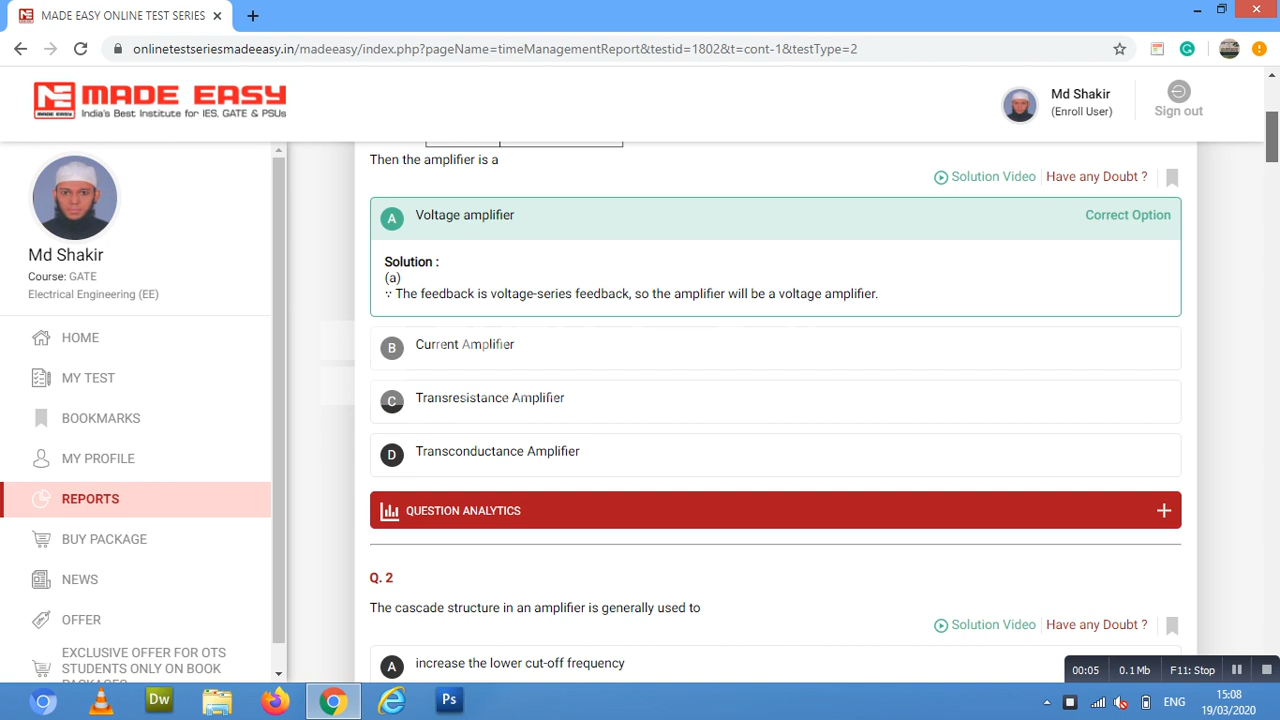 MADE EASY ONLINE TEST SERIES
onlinetestseriesmadeeasy.in/madeeasy/index.php?pageName=timeManagementReport&testid=1802&t=cont-1&testType=2
MADE EASY
MADE EASY
India's Best Institute for IES, GATE & PSUs
Md Shakir
(Enroll User)
Sign out
Md Shakir
Course: GATE
Electrical Engineering (EE)
HOME
MY TEST
BOOKMARKS
MY PROFILE
REPORTS
BUY PACKAGE
NEWS
OFFER
EXCLUSIVE OFFER FOR OTS
STUDENTS ONLY ON BOOK
PACKAGES
Then the amplifier is a
Solution Video Have any Doubt ?
A Voltage amplifier Correct Option
Solution :
(a)
∵ The feedback is voltage-series feedback, so the amplifier will be a voltage amplifier.
B Current Amplifier
C Transresistance Amplifier
D Transconductance Amplifier
QUESTION ANALYTICS +
Q. 2
The cascade structure in an amplifier is generally used to
Solution Video Have any Doubt ?
A increase the lower cut-off frequency
00:05 0.1 Mb F11: Stop
Dw
Ps
ENG
15:08
19/03/2020